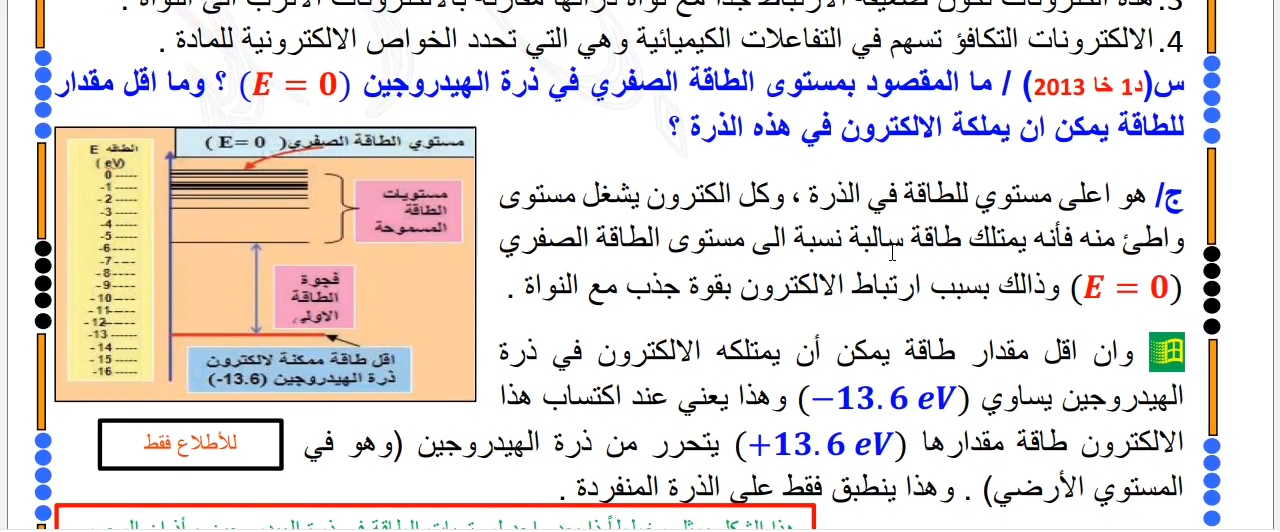 4. الالكترونات التكافؤ تسهم في التفاعلات الكيميائية وهي التي تحدد الخواص الالكترونية للمادة .
س(د1 خا 2013) / ما المقصود بمستوى الطاقة الصفري في ذرة الهيدروجين (E = 0) ؟ وما اقل مقدار
للطاقة يمكن ان يملكة الالكترون في هذه الذرة ؟
ج/ هو اعلى مستوي للطاقة في الذرة ، وكل الكترون يشغل مستوى
واطئ منه فأنه يمتلك طاقة سالبة نسبة الى مستوى الطاقة الصفري
(E = 0) وذالك بسبب ارتباط الالكترون بقوة جذب مع النواة .
وان اقل مقدار طاقة يمكن أن يمتلكه الالكترون في ذرة
الهيدروجين يساوي (−13.6 eV) وهذا يعني عند اكتساب هذا
الالكترون طاقة مقدارها (+13.6 eV) يتحرر من ذرة الهيدروجين (وهو في
المستوي الأرضي) . وهذا ينطبق فقط على الذرة المنفردة .
للأطلاع فقط
مستوي الطاقة الصفري( E= 0 )
الطاقه E
(eV)
0 -----
-1 -----
-2 -----
-3 -----
-4 -----
-5 -----
-6 -----
-7 -----
-8 -----
-9 -----
-10 -----
-11 -----
-12 -----
-13 -----
-14 -----
-15 -----
-16 -----
مستويات
الطاقة
المسموحة
فجوة
الطاقة
الاولى
اقل طاقة ممكنة لالكترون
ذرة الهيدروجين (13.6-)